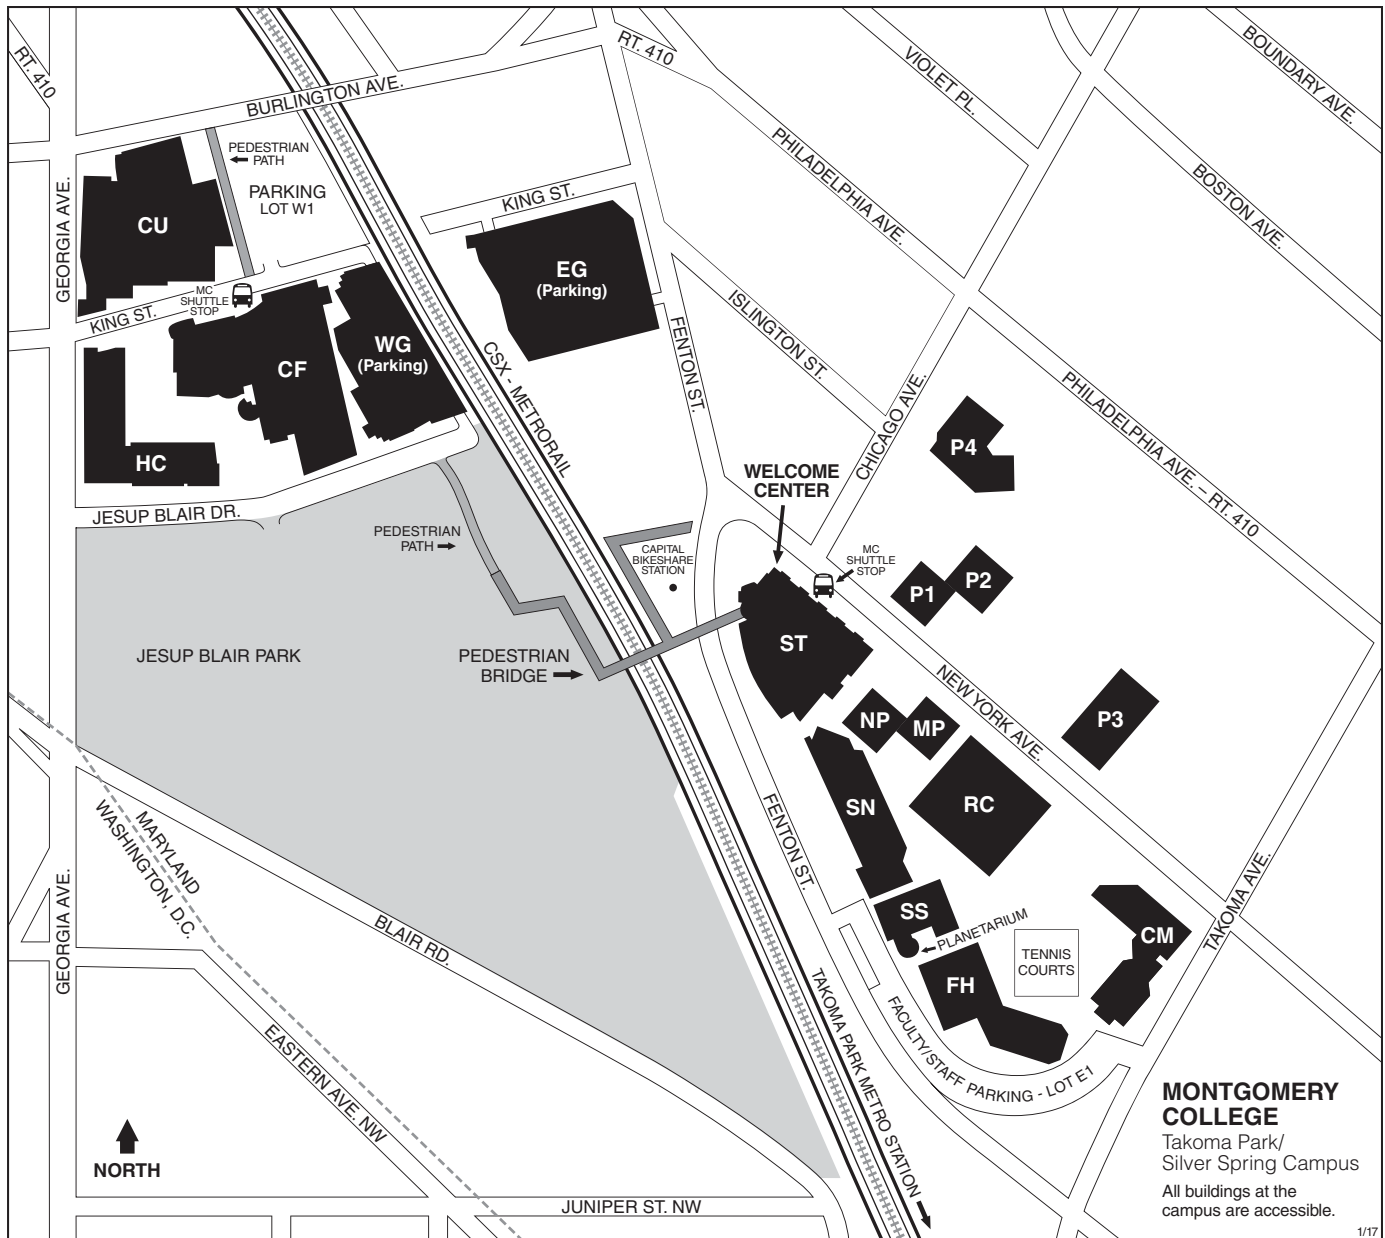 RT. 410
BURLINGTON AVE.
RT. 410
VIOLET PL.
BOUNDARY AVE.
PEDESTRIAN
PATH
PARKING
LOT W1
GEORGIA AVE.
CU
KING ST.
PHILADELPHIA AVE.
BOSTON AVE.
EG
(Parking)
MC
SHUTTLE
STOP
KING ST.
CF
WG
(Parking)
CSX - METRORAIL
FENTON ST.
ISLINGTON ST.
CHICAGO AVE.
PHILADELPHIA AVE. – RT. 410
P4
HC
JESUP BLAIR DR.
WELCOME
CENTER
PEDESTRIAN
PATH
CAPITAL
BIKESHARE
STATION
MC
SHUTTLE
STOP
P1
P2
ST
JESUP BLAIR PARK
PEDESTRIAN
BRIDGE
NEW YORK AVE.
NP
MP
P3
SN
RC
FENTON ST.
MARYLAND
WASHINGTON, D.C.
GEORGIA AVE.
BLAIR RD.
SS
PLANETARIUM
TENNIS
COURTS
CM
TAKOMA AVE.
FH
TAKOMA PARK METRO STATION
FACULTY/STAFF PARKING - LOT E1
EASTERN AVE. NW
NORTH
JUNIPER ST. NW
MONTGOMERY
COLLEGE
Takoma Park/
Silver Spring Campus
All buildings at the
campus are accessible.
1/17